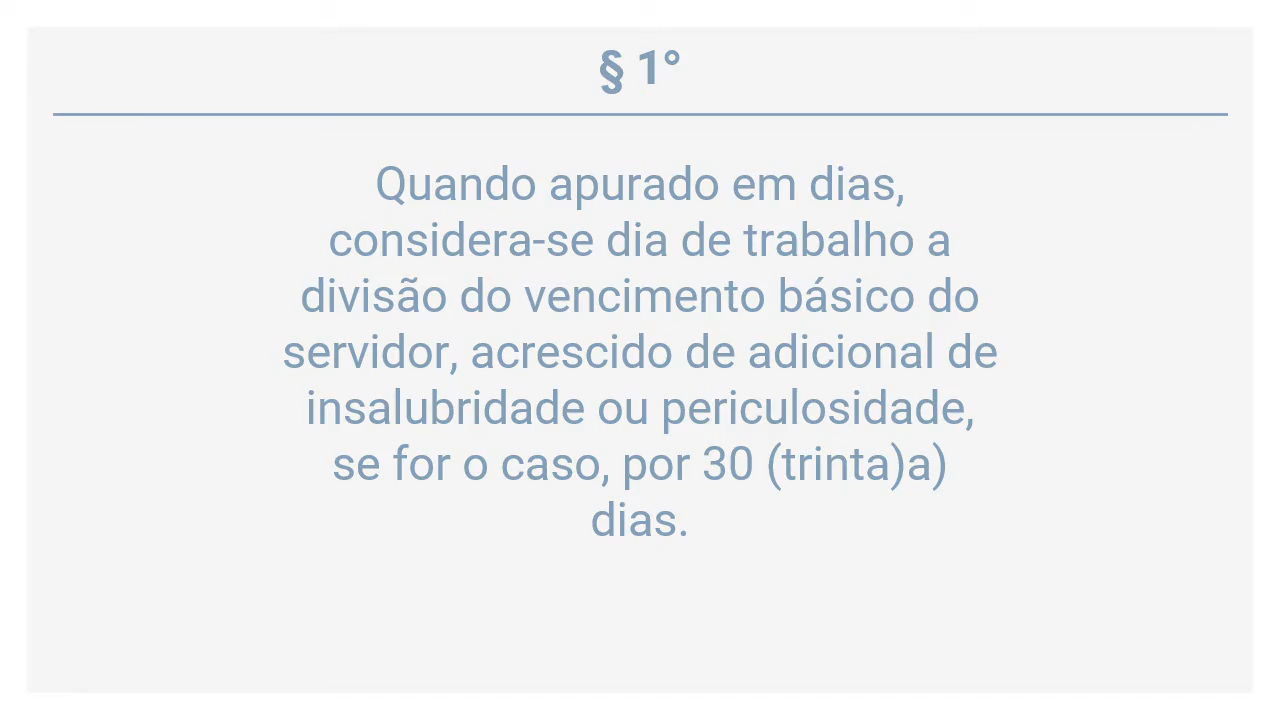 § 1°
Quando apurado em dias,
considera-se dia de trabalho a
divisão do vencimento básico do
servidor, acrescido de adicional de
insalubridade ou periculosidade,
se for o caso, por 30 (trinta)a)
dias.